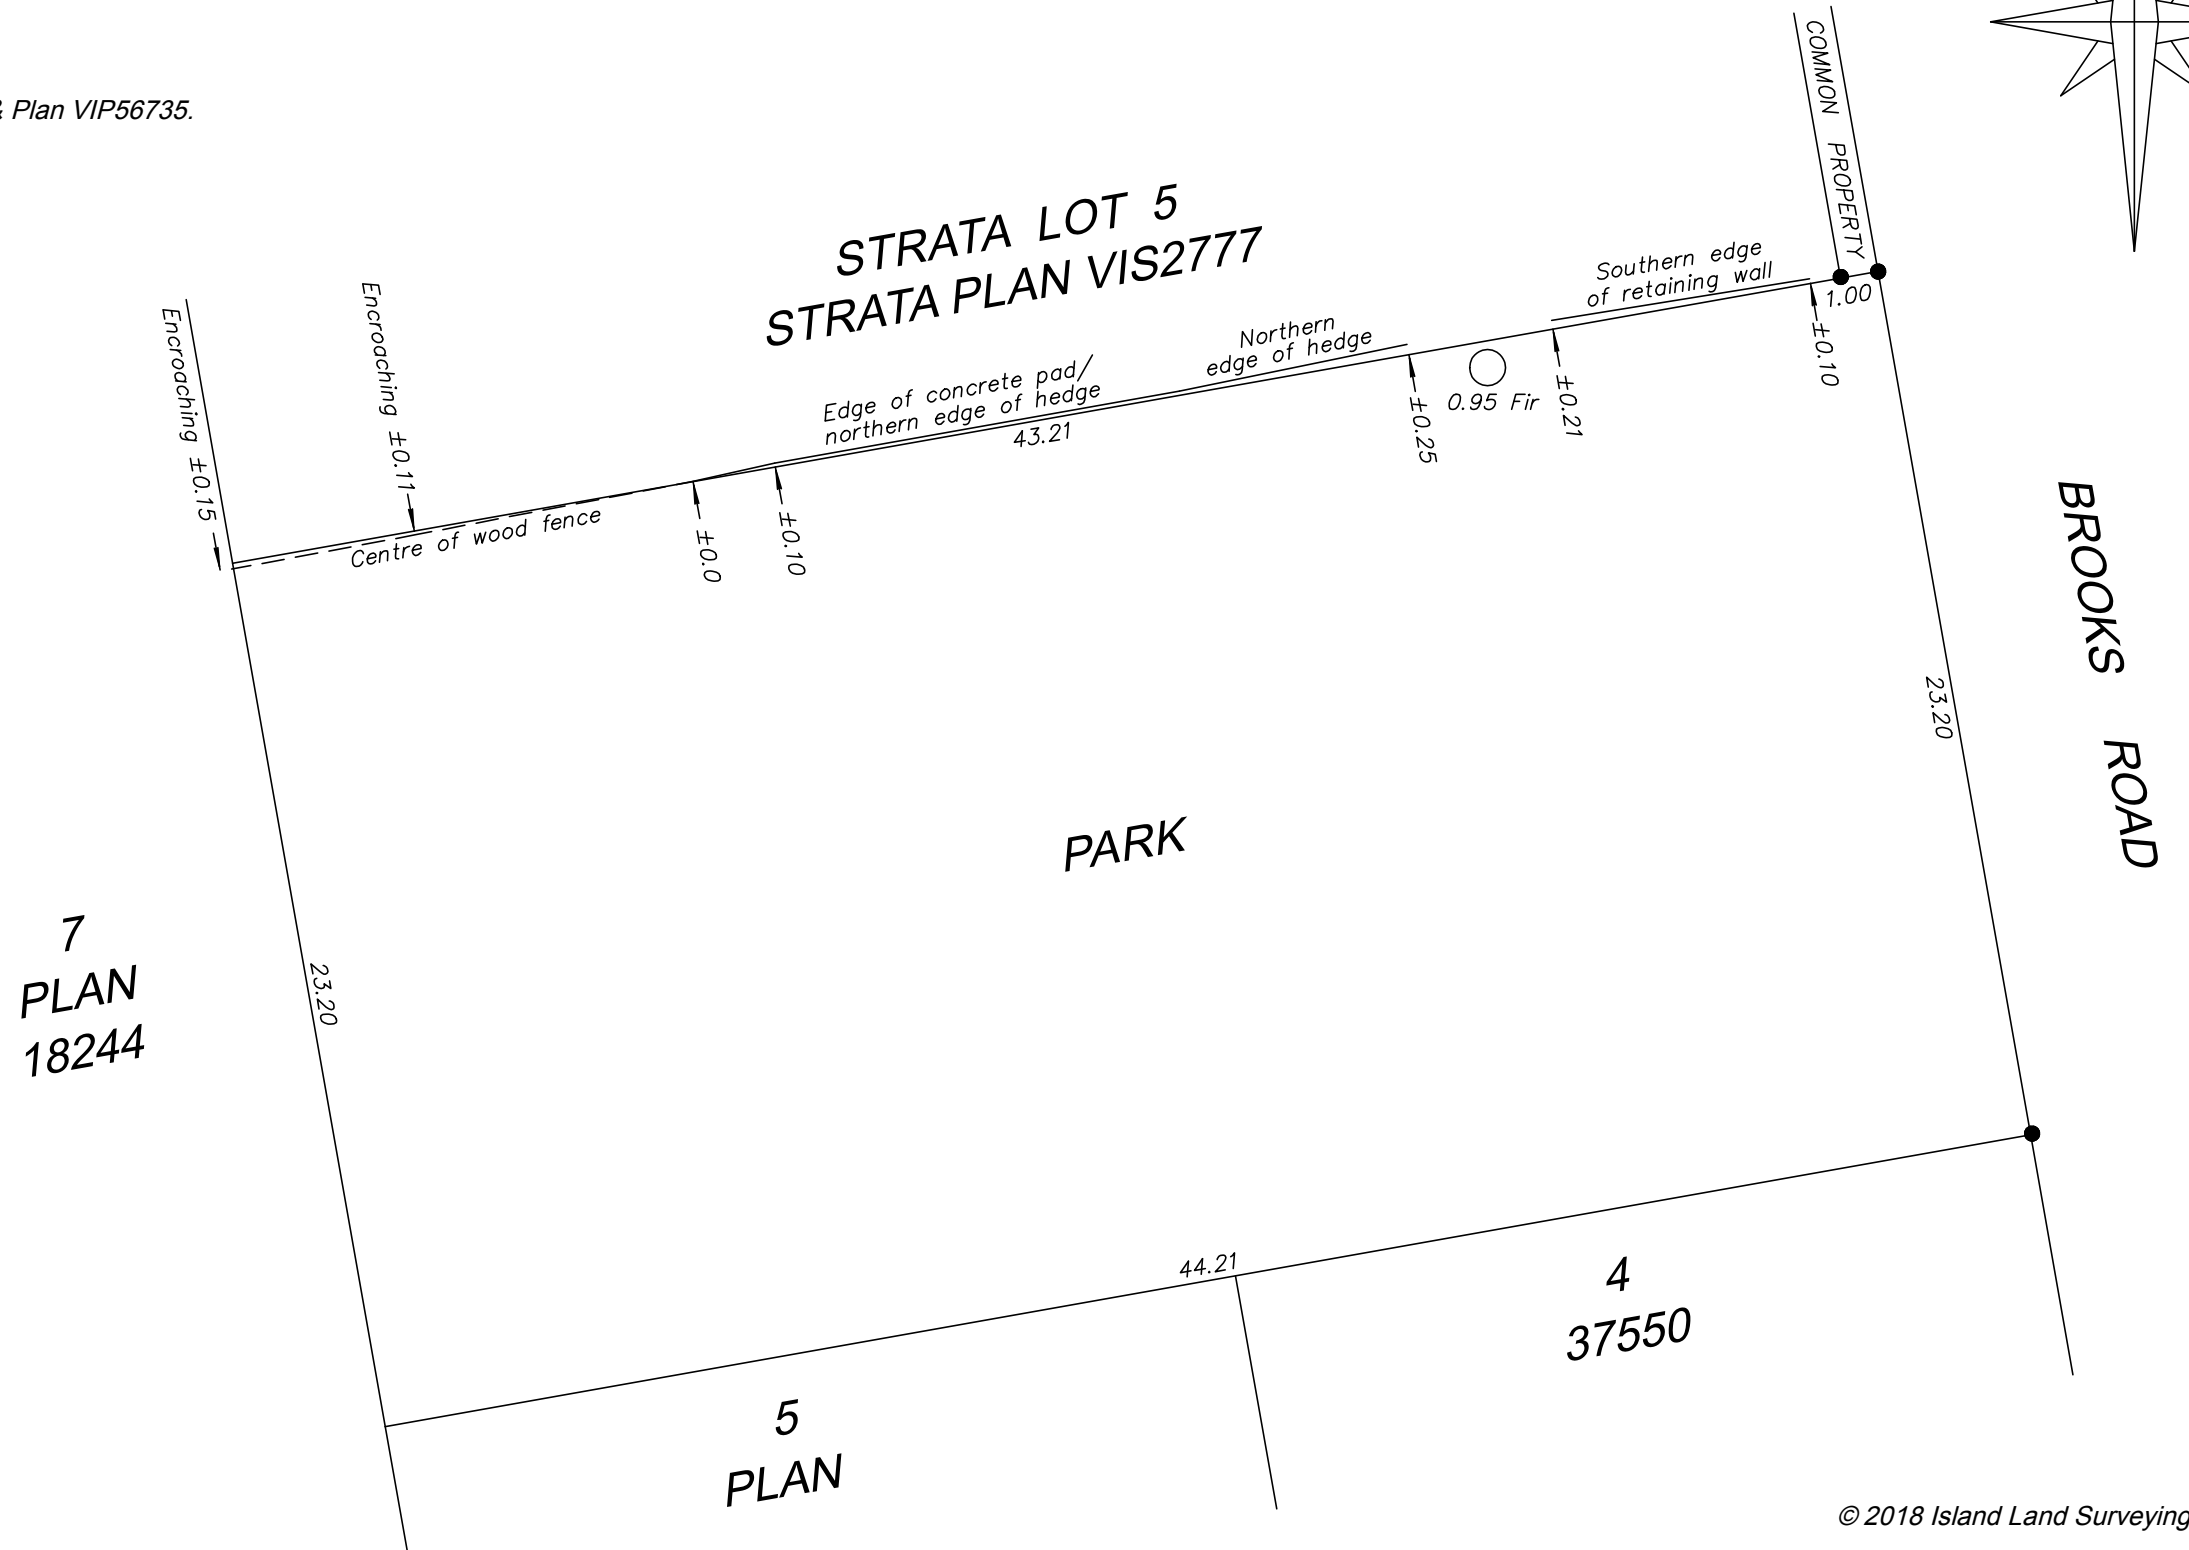 & Plan VIP56735.
COMMON PROPERTY
STRATA LOT 5
STRATA PLAN VIS2777
Southern edge
of retaining wall
1.00
±0.10
Encroaching ±0.15
Encroaching ±0.11
Northern
edge of hedge
Edge of concrete pad/
northern edge of hedge
43.21
±0.25
0.95 Fir
±0.21
Centre of wood fence
±0.0
±0.10
BROOKS ROAD
23.20
PARK
7
PLAN
18244
23.20
44.21
4
37550
5
PLAN
© 2018 Island Land Surveying